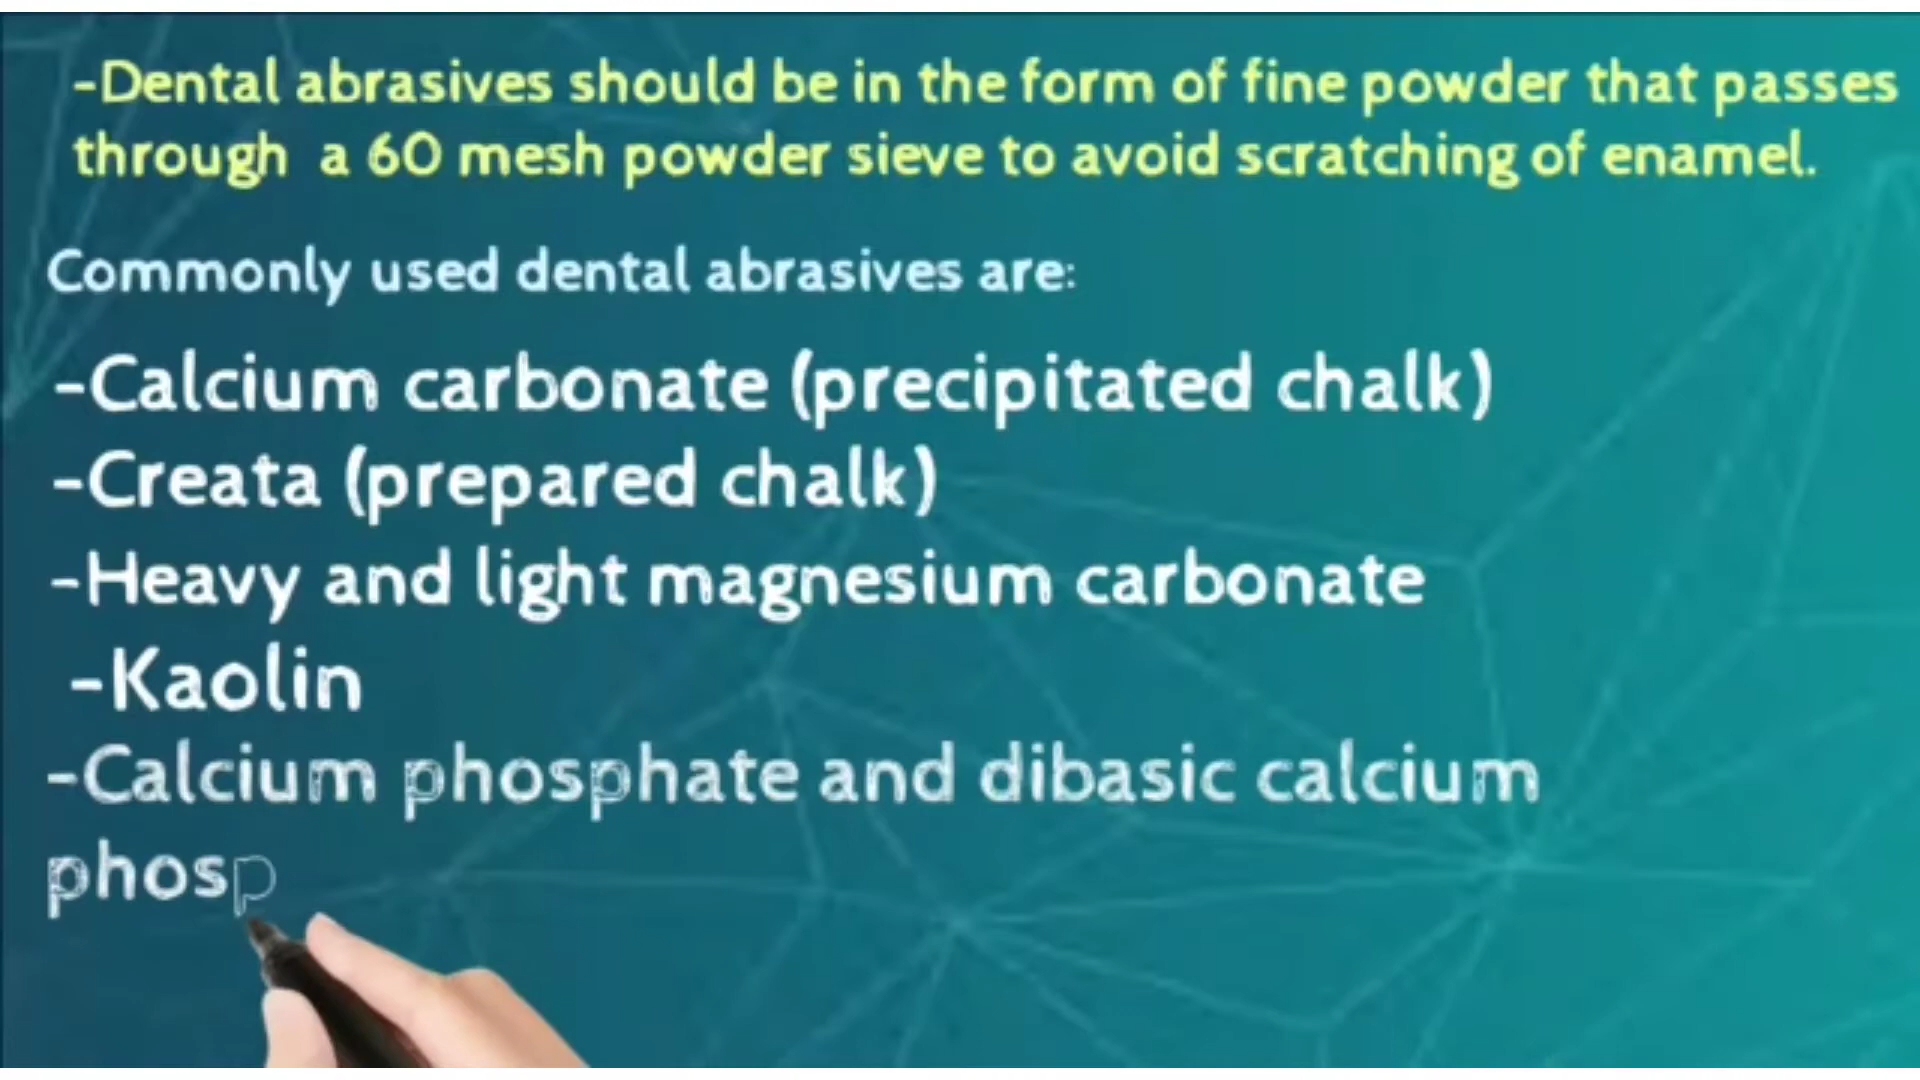 -Dental abrasives should be in the form of fine powder that passes
through a 60 mesh powder sieve to avoid scratching of enamel.
Commonly used dental abrasives are:
-Calcium carbonate (precipitated chalk)
-Creata (prepared chalk)
-Heavy and light magnesium carbonate
-Kaolin
-Calcium phosphate and dibasic calcium
phosp